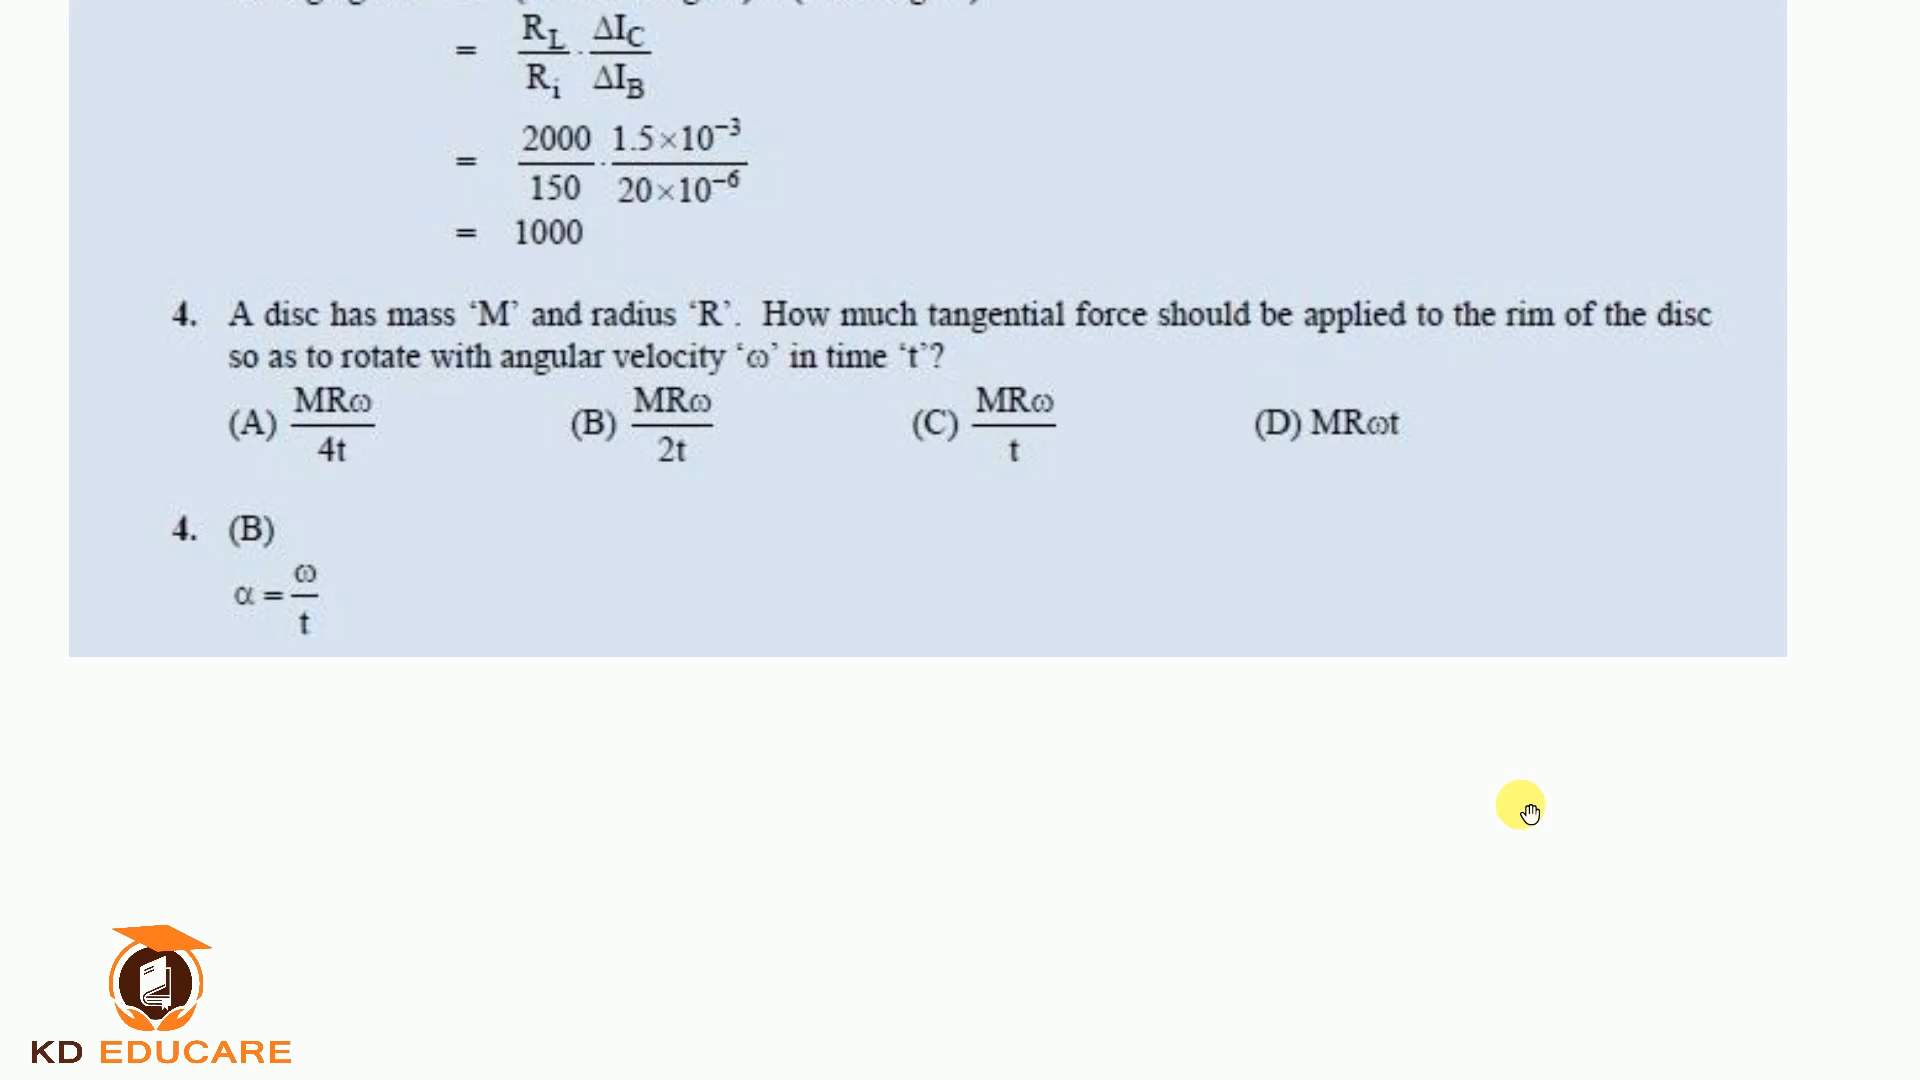 = R_L/R_i · ΔI_C/ΔI_B
= 2000/150 · 1.5×10⁻³/20×10⁻⁶
= 1000
4. A disc has mass ‘M’ and radius ‘R’. How much tangential force should be applied to the rim of the disc
so as to rotate with angular velocity ‘ω’ in time ‘t’?
(A) MRω/4t (B) MRω/2t (C) MRω/t (D) MRωt
4. (B)
α = ω/t
KD EDUCARE